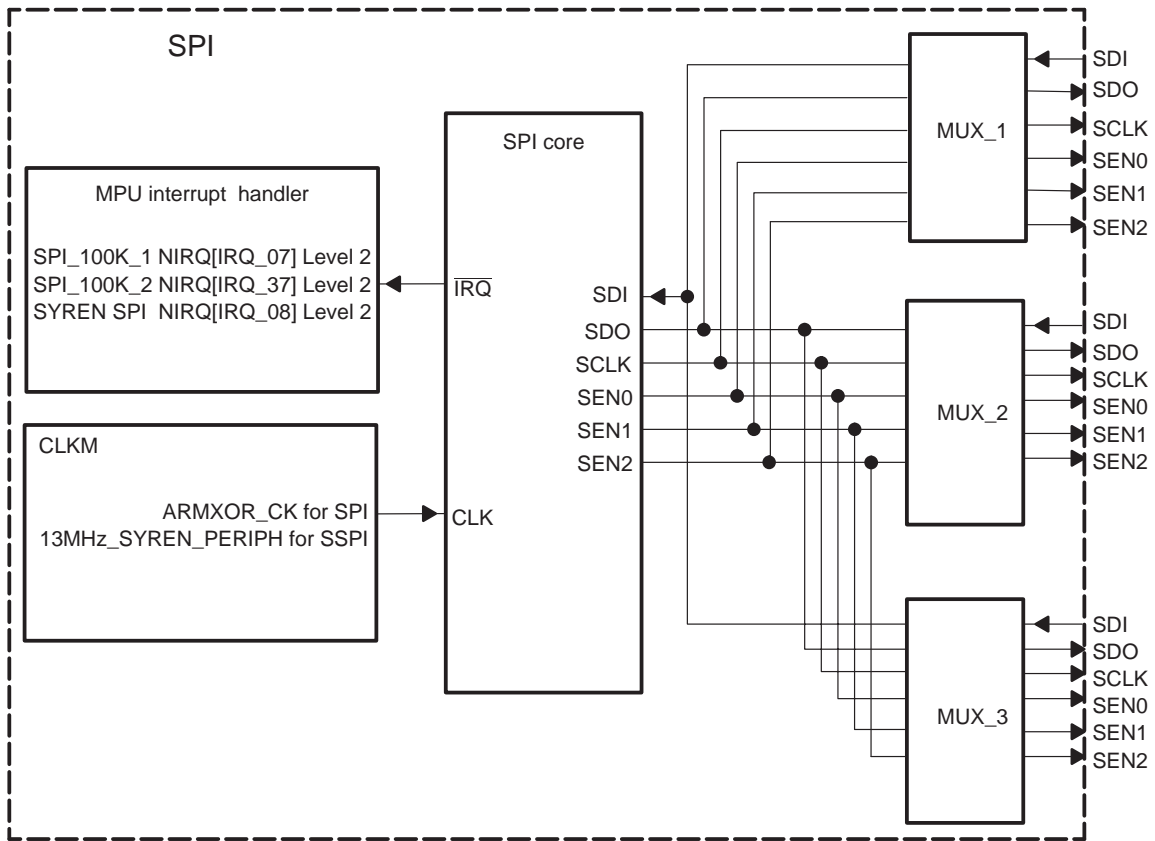 SPI
MPU interrupt handler
SPI_100K_1 NIRQ[IRQ_07] Level 2
SPI_100K_2 NIRQ[IRQ_37] Level 2
SYREN SPI NIRQ[IRQ_08] Level 2
CLKM
ARMXOR_CK for SPI
13MHz_SYREN_PERIPH for SSPI
SPI core
IRQ
CLK
SDI
SDO
SCLK
SEN0
SEN1
SEN2
MUX_1
SDI
SDO
SCLK
SEN0
SEN1
SEN2
MUX_2
SDI
SDO
SCLK
SEN0
SEN1
SEN2
MUX_3
SDI
SDO
SCLK
SEN0
SEN1
SEN2